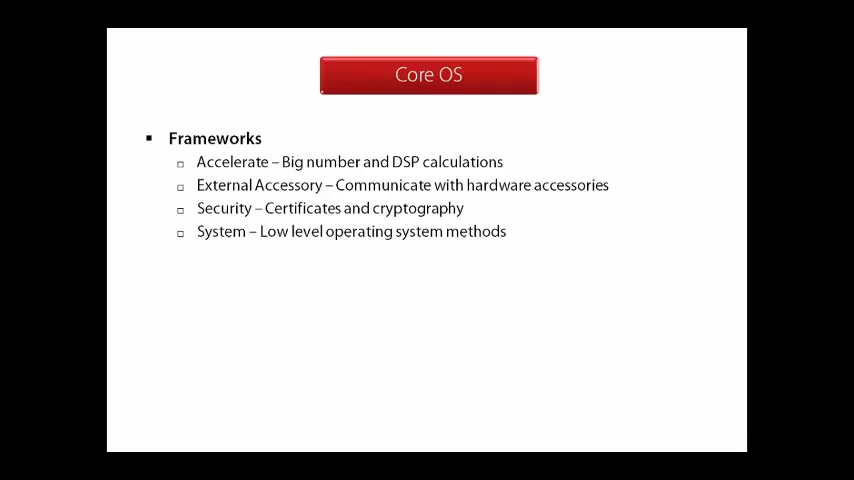 Core OS
Frameworks
Accelerate – Big number and DSP calculations
External Accessory – Communicate with hardware accessories
Security – Certificates and cryptography
System – Low level operating system methods